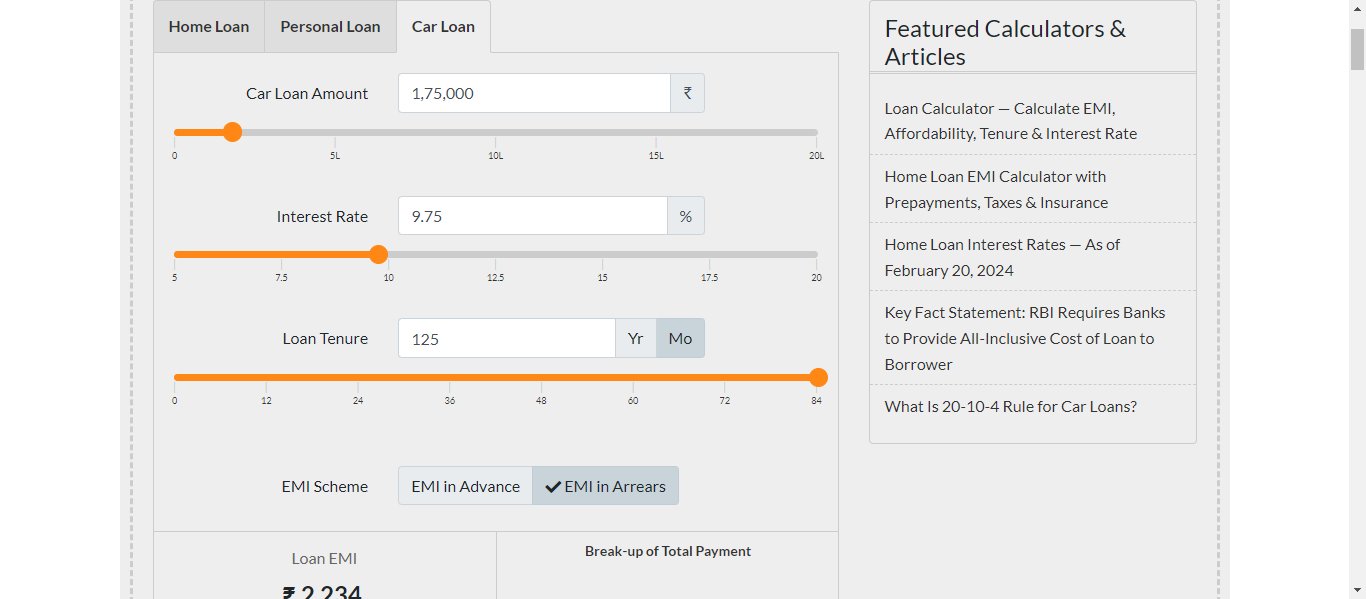 Home Loan
Personal Loan
Car Loan
Car Loan Amount
1,75,000
₹
0
5L
10L
15L
20L
Interest Rate
9.75
%
5
7.5
10
12.5
15
17.5
20
Loan Tenure
125
Yr
Mo
0
12
24
36
48
60
72
84
EMI Scheme
EMI in Advance
EMI in Arrears
Loan EMI
₹ 2,234
Break-up of Total Payment
Featured Calculators &
Articles
Loan Calculator — Calculate EMI,
Affordability, Tenure & Interest Rate
Home Loan EMI Calculator with
Prepayments, Taxes & Insurance
Home Loan Interest Rates — As of
February 20, 2024
Key Fact Statement: RBI Requires Banks
to Provide All-Inclusive Cost of Loan to
Borrower
What Is 20-10-4 Rule for Car Loans?